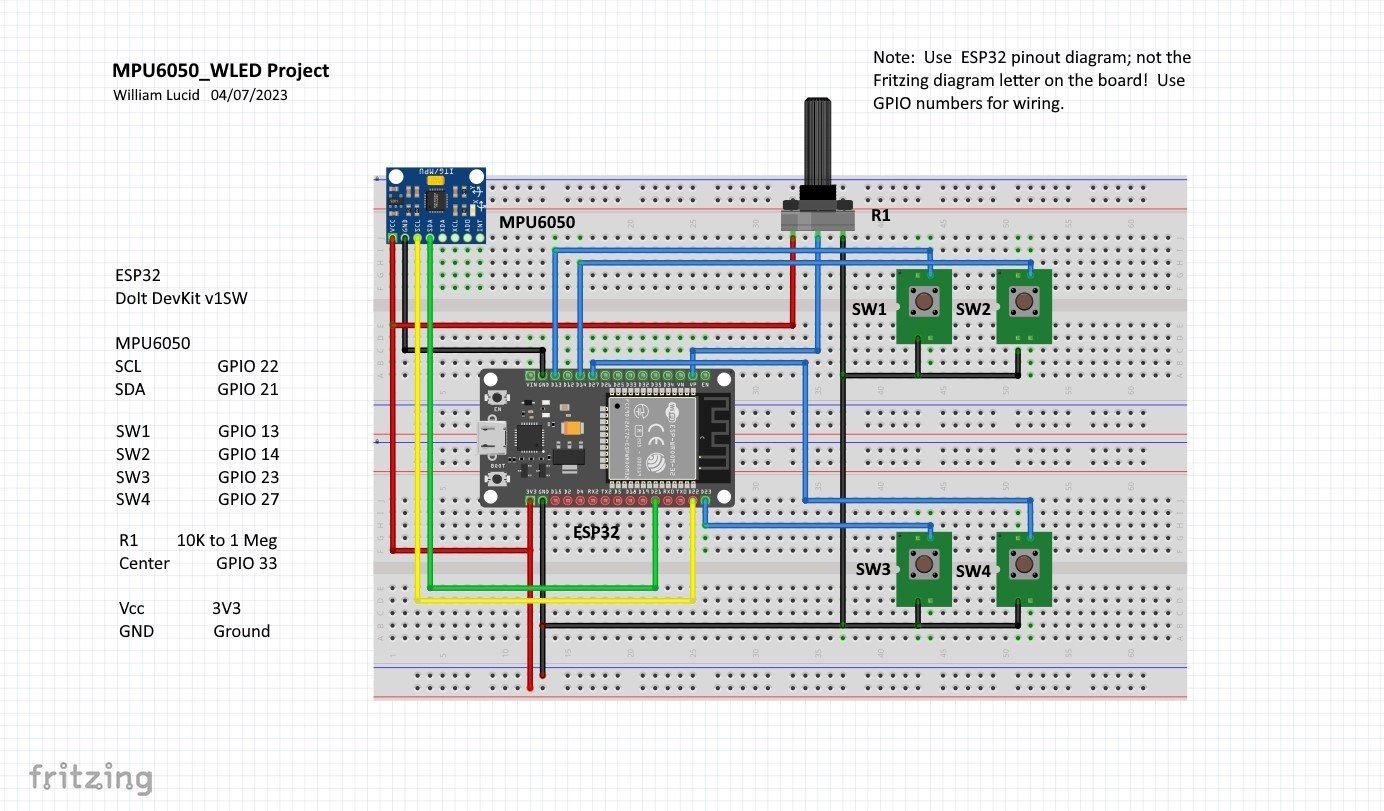 MPU6050_WLED Project
William Lucid 04/07/2023
Note: Use ESP32 pinout diagram; not the
Fritzing diagram letter on the board! Use
GPIO numbers for wiring.
ITG/MPU
VCC GND SCL SDA XDA XCL ADO INT
MPU6050
R1
ESP32
DoIt DevKit v1SW
MPU6050
SCL GPIO 22
SDA GPIO 21
SW1 GPIO 13
SW2 GPIO 14
SW3 GPIO 23
SW4 GPIO 27
R1 10K to 1 Meg
Center GPIO 33
Vcc 3V3
GND Ground
SW1
SW2
VIN GND D13 D12 D14 D27 D26 D25 D33 D32 D35 D34 VN VP EN
EN
BOOT
ESP-WROOM-32
3V3 GND D15 D2 D4 RX2 TX2 D5 D18 D19 D21 RX0 TX0 D22 D23
ESP32
SW3
SW4
fritzing